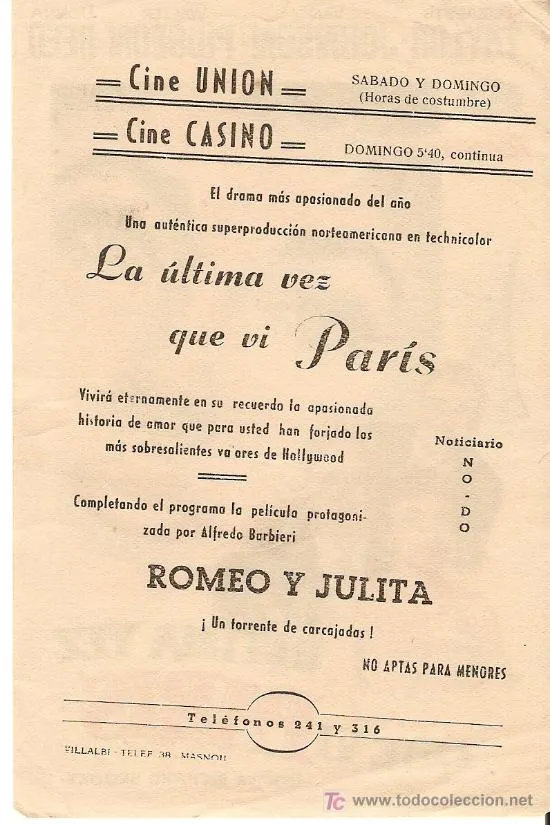 Cine UNION
SABADO Y DOMINGO
(Horas de costumbre)
Cine CASINO
DOMINGO 5'40, continua
El drama más apasionado del año
Una auténtica superproducción norteamericana en technicolor
La última vez
que vi París
Vivirá eternamente en su recuerdo la apasionada
historia de amor que para usted han forjado los
más sobresalientes va ores de Hollywood
Noticiario
N
O
-
D
O
Completando el programa la película protagoni-
zada por Alfredo Barbieri
ROMEO Y JULITA
¡ Un torrente de carcajadas !
NO APTAS PARA MENORES
Teléfonos 241 y 316
VILLALBI - TELEF 38 - MASNOU
TC www.todocoleccion.net